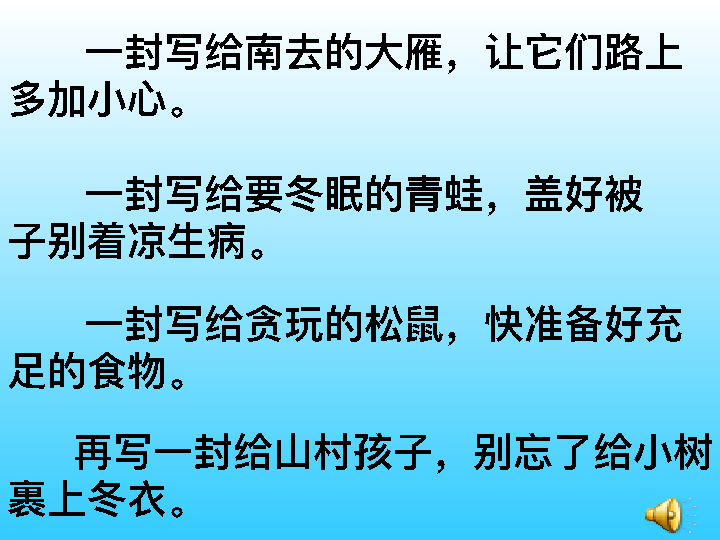 一封写给南去的大雁，让它们路上
多加小心。
一封写给要冬眠的青蛙，盖好被
子别着凉生病。
一封写给贪玩的松鼠，快准备好充
足的食物。
再写一封给山村孩子，别忘了给小树
裹上冬衣。